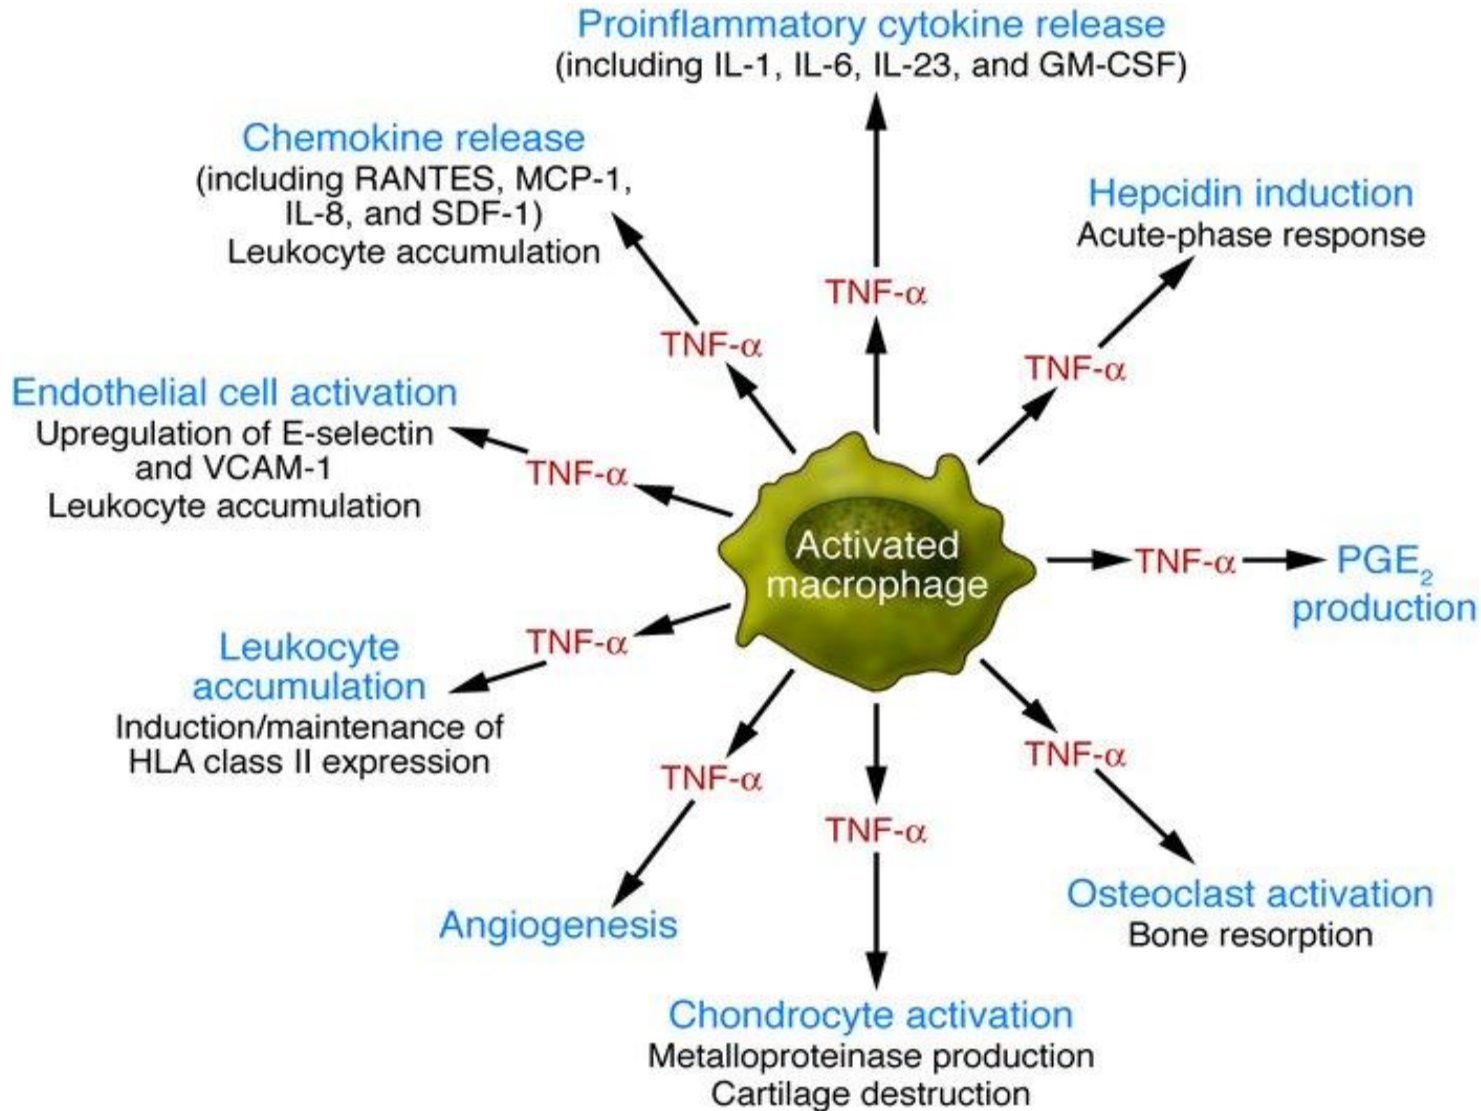 Proinflammatory cytokine release
(including IL-1, IL-6, IL-23, and GM-CSF)
Chemokine release
(including RANTES, MCP-1,
IL-8, and SDF-1)
Leukocyte accumulation
Hepcidin induction
Acute-phase response
TNF-α
TNF-α
TNF-α
Endothelial cell activation
Upregulation of E-selectin
and VCAM-1
Leukocyte accumulation
TNF-α
Activated
macrophage
TNF-α
PGE₂
production
Leukocyte
accumulation
Induction/maintenance of
HLA class II expression
TNF-α
TNF-α
TNF-α
TNF-α
Angiogenesis
Osteoclast activation
Bone resorption
Chondrocyte activation
Metalloproteinase production
Cartilage destruction